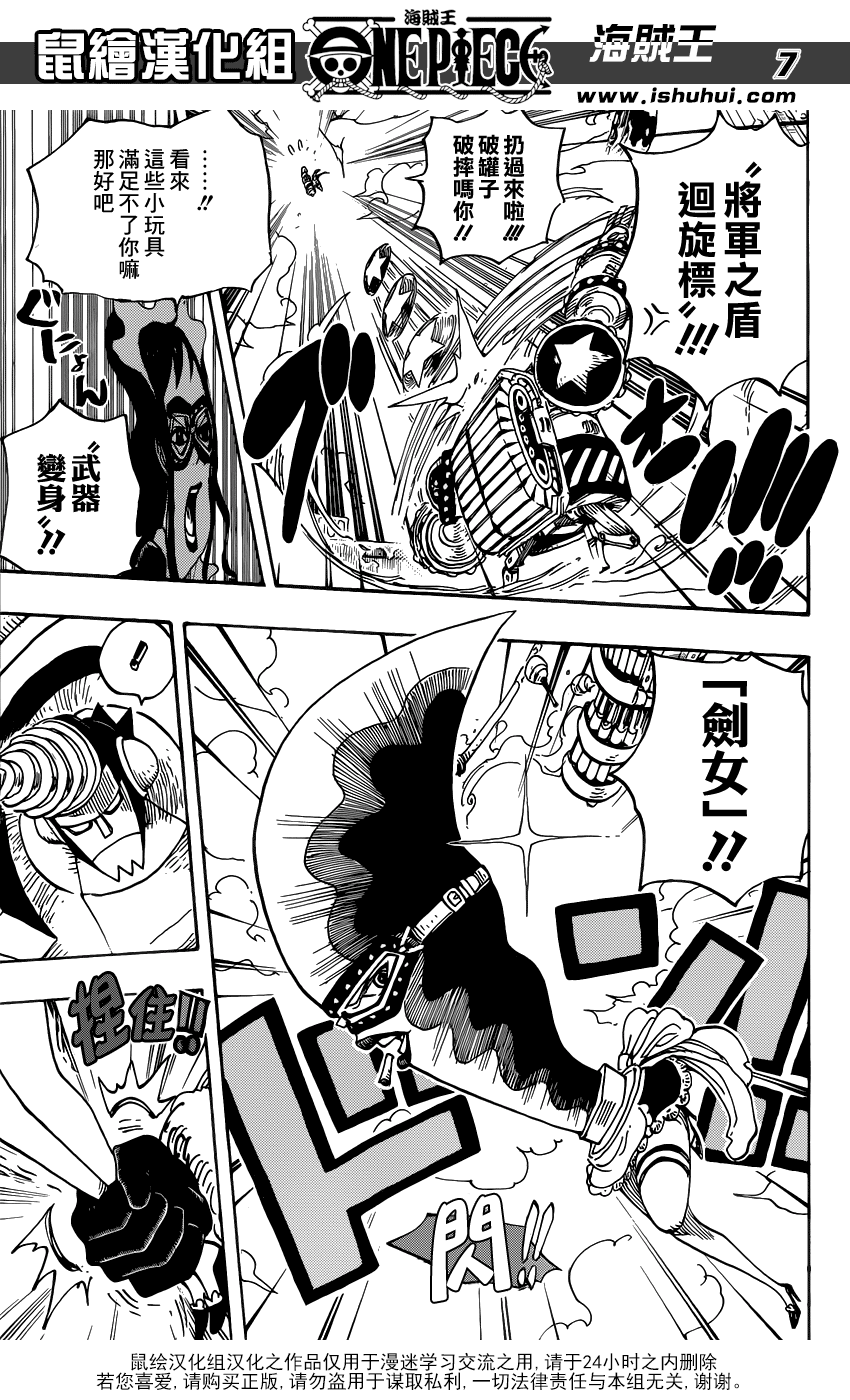 鼠繪漢化組
海賊王
ONE PIECE
海賊王
7
www.ishuhui.com
〝將軍之盾
迴旋標〞!!!
扔過來啦!!!
破罐子
破摔嗎你!!
……!!
看來
這些小玩具
滿足不了你嘛
那好吧
ぐにょん
〝武器
變身〞!!
ブン
「劍女」!!
!
ドン
閃!!
捏住!!
鼠绘汉化组汉化之作品仅用于漫迷学习交流之用, 请于24小时之内删除
若您喜爱, 请购买正版, 请勿用于谋取私利, 一切法律责任与本组无关, 谢谢。